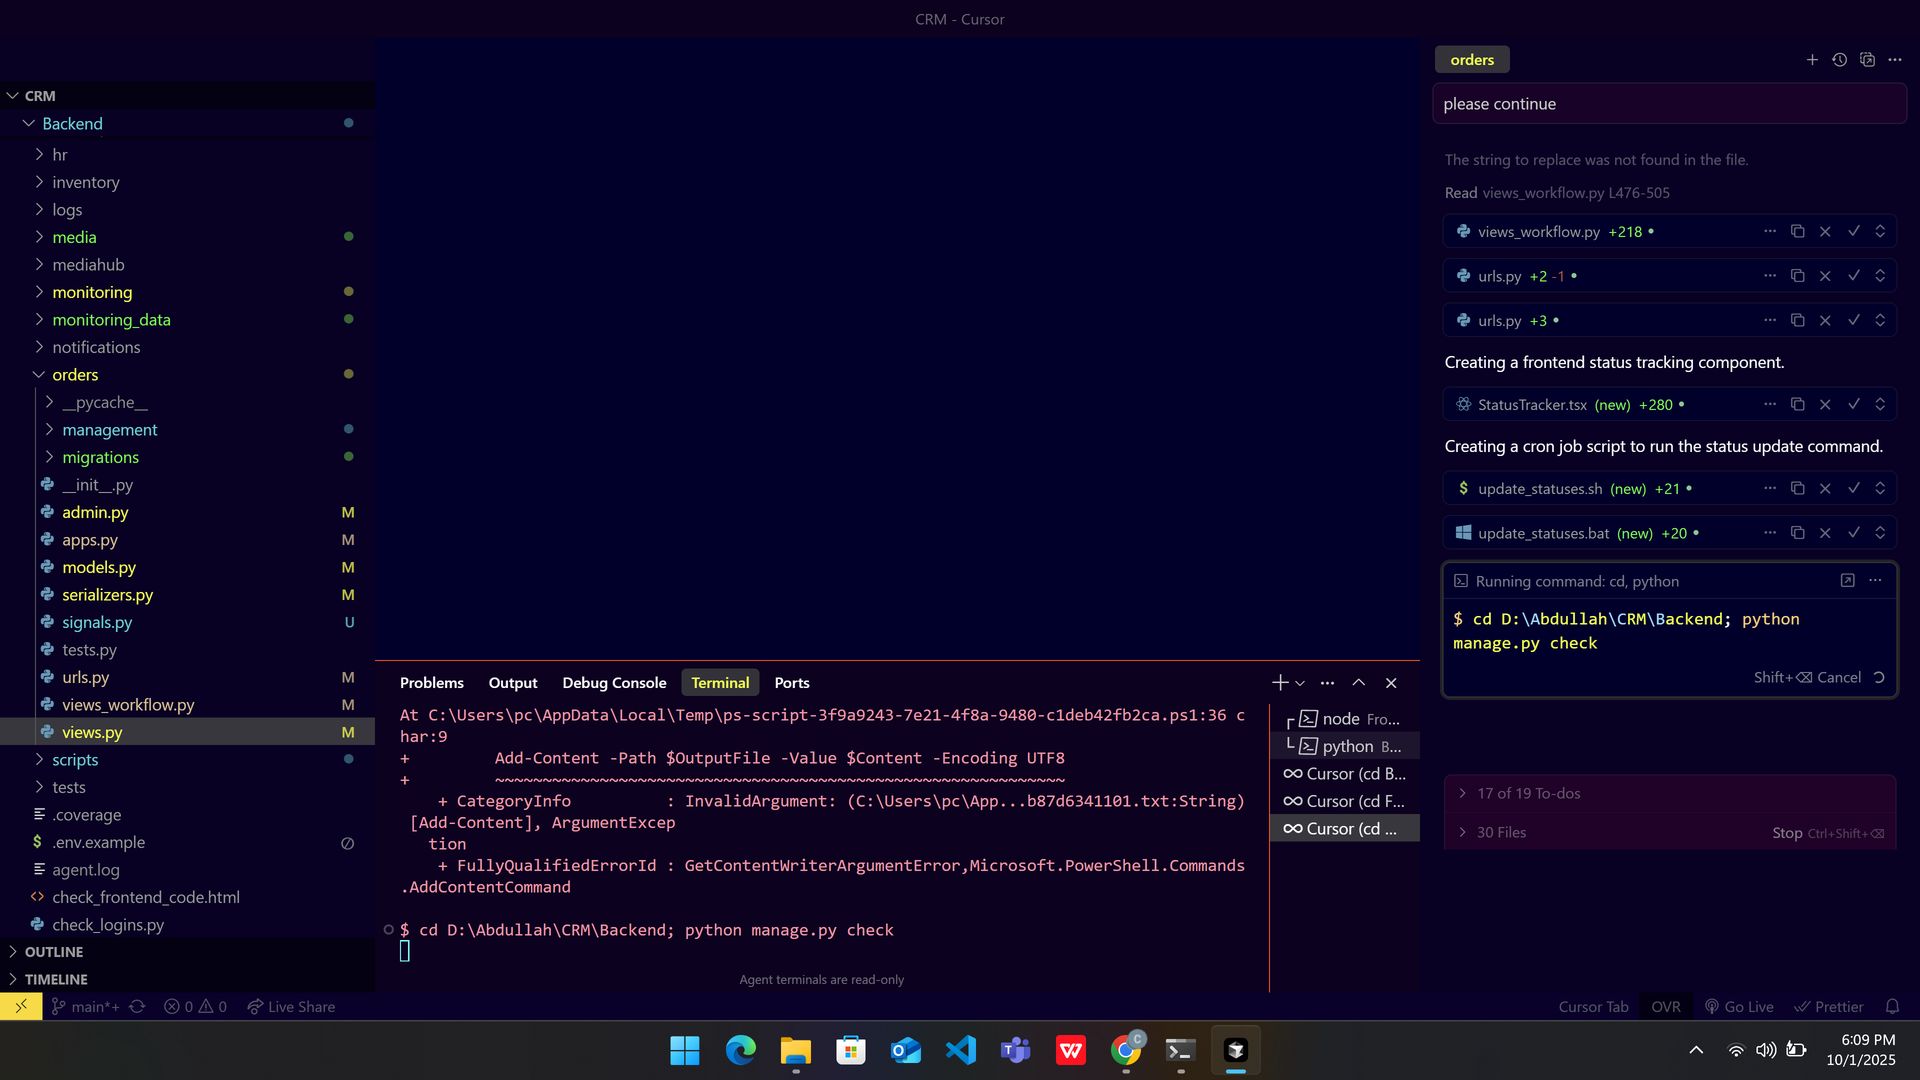 CRM - Cursor
CRM
Backend
hr
inventory
logs
media
mediahub
monitoring
monitoring_data
notifications
orders
__pycache__
management
migrations
__init__.py
admin.py M
apps.py M
models.py M
serializers.py M
signals.py U
tests.py
urls.py M
views_workflow.py M
views.py M
scripts
tests
.coverage
$ .env.example
agent.log
<> check_frontend_code.html
check_logins.py
OUTLINE
TIMELINE
Problems Output Debug Console Terminal Ports
At C:\Users\pc\AppData\Local\Temp\ps-script-3f9a9243-7e21-4f8a-9480-c1deb42fb2ca.ps1:36 c
har:9
+         Add-Content -Path $OutputFile -Value $Content -Encoding UTF8
+         ~~~~~~~~~~~~~~~~~~~~~~~~~~~~~~~~~~~~~~~~~~~~~~~~~~~~~~~~~~~~
    + CategoryInfo          : InvalidArgument: (C:\Users\pc\App...b87d6341101.txt:String)
 [Add-Content], ArgumentExcep
   tion
    + FullyQualifiedErrorId : GetContentWriterArgumentError,Microsoft.PowerShell.Commands
.AddContentCommand
$ cd D:\Abdullah\CRM\Backend; python manage.py check
Agent terminals are read-only
node Fro...
python B...
Cursor (cd B...
Cursor (cd F...
Cursor (cd ...
orders
please continue
The string to replace was not found in the file.
Read views_workflow.py L476-505
views_workflow.py +218 •
urls.py +2 -1 •
urls.py +3 •
Creating a frontend status tracking component.
StatusTracker.tsx (new) +280 •
Creating a cron job script to run the status update command.
$ update_statuses.sh (new) +21 •
update_statuses.bat (new) +20 •
Running command: cd, python
$ cd D:\Abdullah\CRM\Backend; python
manage.py check
Shift+⌫ Cancel
17 of 19 To-dos
30 Files Stop Ctrl+Shift+⌫
main*+ 0 0 Live Share
Cursor Tab OVR Go Live Prettier
6:09 PM
10/1/2025